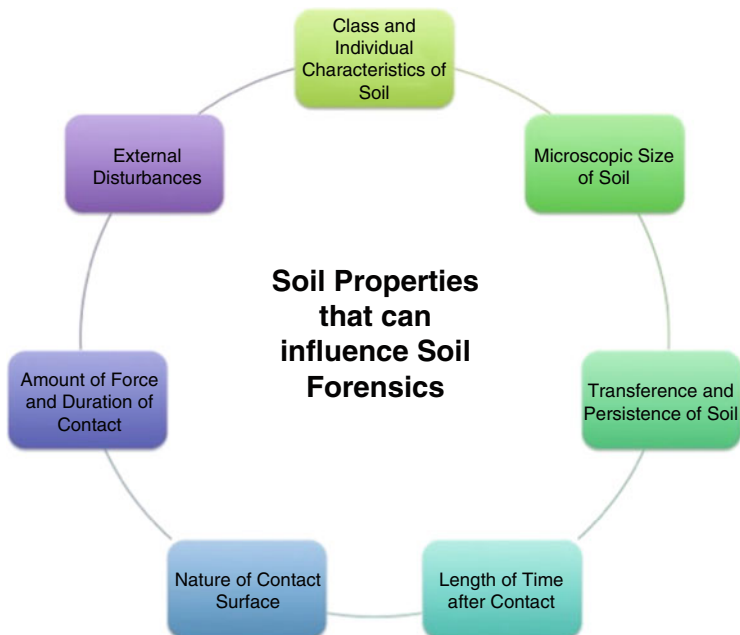 Class and
Individual
Characteristics of
Soil
Microscopic Size
of Soil
Transference and
Persistence of Soil
Length of Time
after Contact
Nature of Contact
Surface
Amount of Force
and Duration of
Contact
External
Disturbances
Soil Properties
that can
influence Soil
Forensics